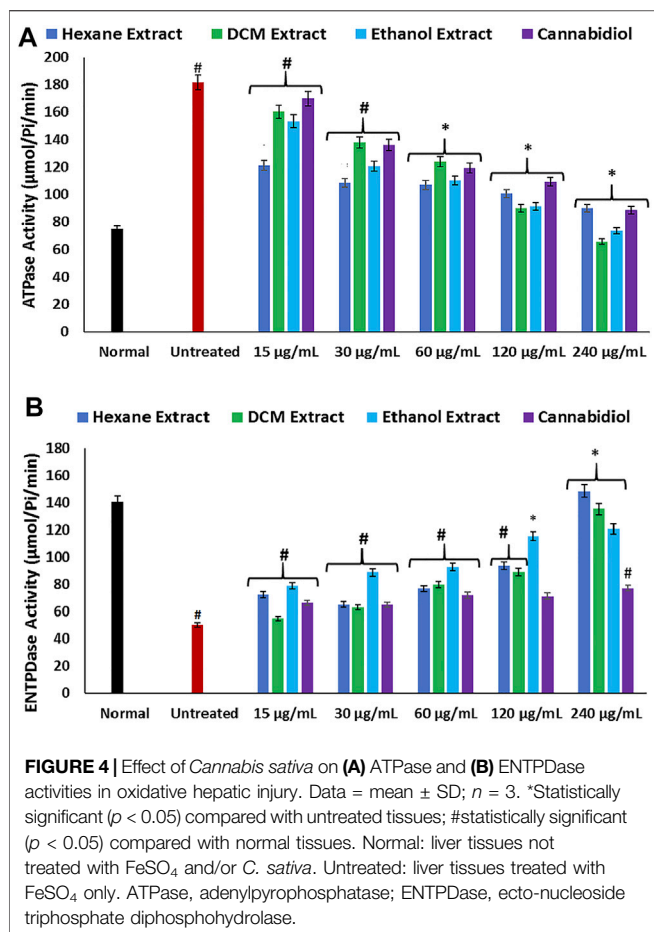 A
Hexane Extract DCM Extract Ethanol Extract Cannabidiol
ATPase Activity (µmol/Pi/min)
200
180
160
140
120
100
80
60
40
20
0
# # # * * *
Normal Untreated 15 µg/mL 30 µg/mL 60 µg/mL 120 µg/mL 240 µg/mL
B
Hexane Extract DCM Extract Ethanol Extract Cannabidiol
ENTPDase Activity (µmol/Pi/min)
180
160
140
120
100
80
60
40
20
0
# # # # # * * #
Normal Untreated 15 µg/mL 30 µg/mL 60 µg/mL 120 µg/mL 240 µg/mL
FIGURE 4 | Effect of Cannabis sativa on (A) ATPase and (B) ENTPDase
activities in oxidative hepatic injury. Data = mean ± SD; n = 3. *Statistically
significant (p < 0.05) compared with untreated tissues; #statistically significant
(p < 0.05) compared with normal tissues. Normal: liver tissues not
treated with FeSO₄ and/or C. sativa. Untreated: liver tissues treated with
FeSO₄ only. ATPase, adenylpyrophosphatase; ENTPDase, ecto-nucleoside
triphosphate diphosphohydrolase.